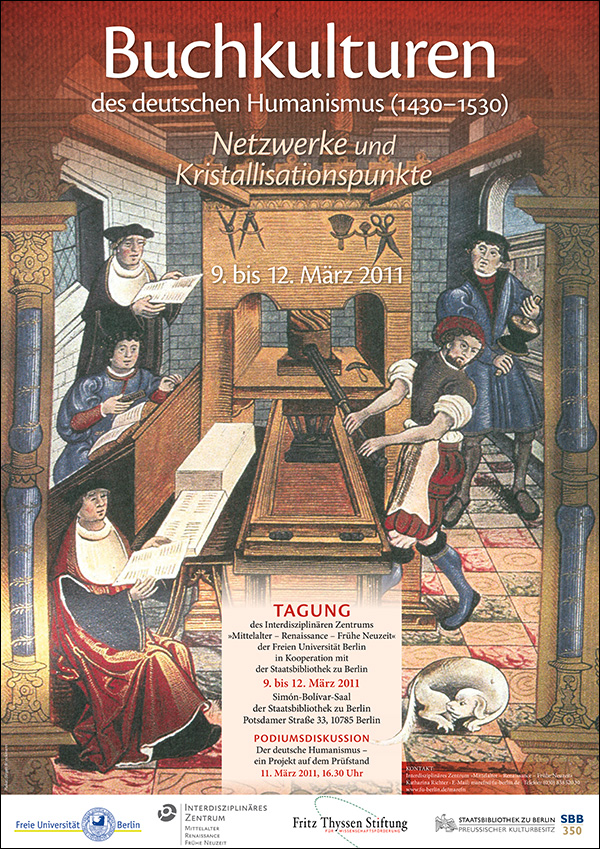 Buchkulturen
des deutschen Humanismus (1430–1530)
Netzwerke und
Kristallisationspunkte
9. bis 12. März 2011
TAGUNG
des Interdisziplinären Zentrums
»Mittelalter – Renaissance – Frühe Neuzeit«
der Freien Universität Berlin
in Kooperation mit
der Staatsbibliothek zu Berlin
9. bis 12. März 2011
Simón-Bolívar-Saal
der Staatsbibliothek zu Berlin
Potsdamer Straße 33, 10785 Berlin
PODIUMSDISKUSSION
Der deutsche Humanismus –
ein Projekt auf dem Prüfstand
11. März 2011, 16.30 Uhr
KONTAKT
Interdisziplinäres Zentrum »Mittelalter – Renaissance – Frühe Neuzeit«
Katharina Richter · E-Mail:
Freie Universität Berlin
INTERDISZIPLINÄRES
ZENTRUM
MITTELALTER
RENAISSANCE
FRÜHE NEUZEIT
Fritz Thyssen Stiftung
FÜR WISSENSCHAFTSFÖRDERUNG
STAATSBIBLIOTHEK ZU BERLIN
PREUSSISCHER KULTURBESITZ
SBB
350